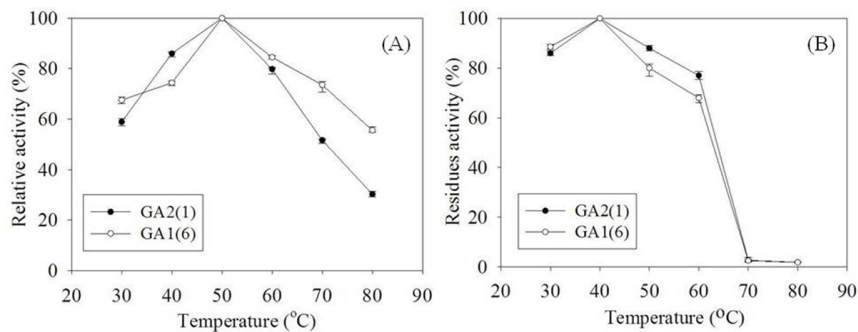 (A)
Relative activity (%)
100
80
60
40
20
0
GA2(1)
GA1(6)
20 30 40 50 60 70 80 90
Temperature (°C)
(B)
Residues activity (%)
100
80
60
40
20
0
GA2(1)
GA1(6)
20 30 40 50 60 70 80 90
Temperature (ºC)